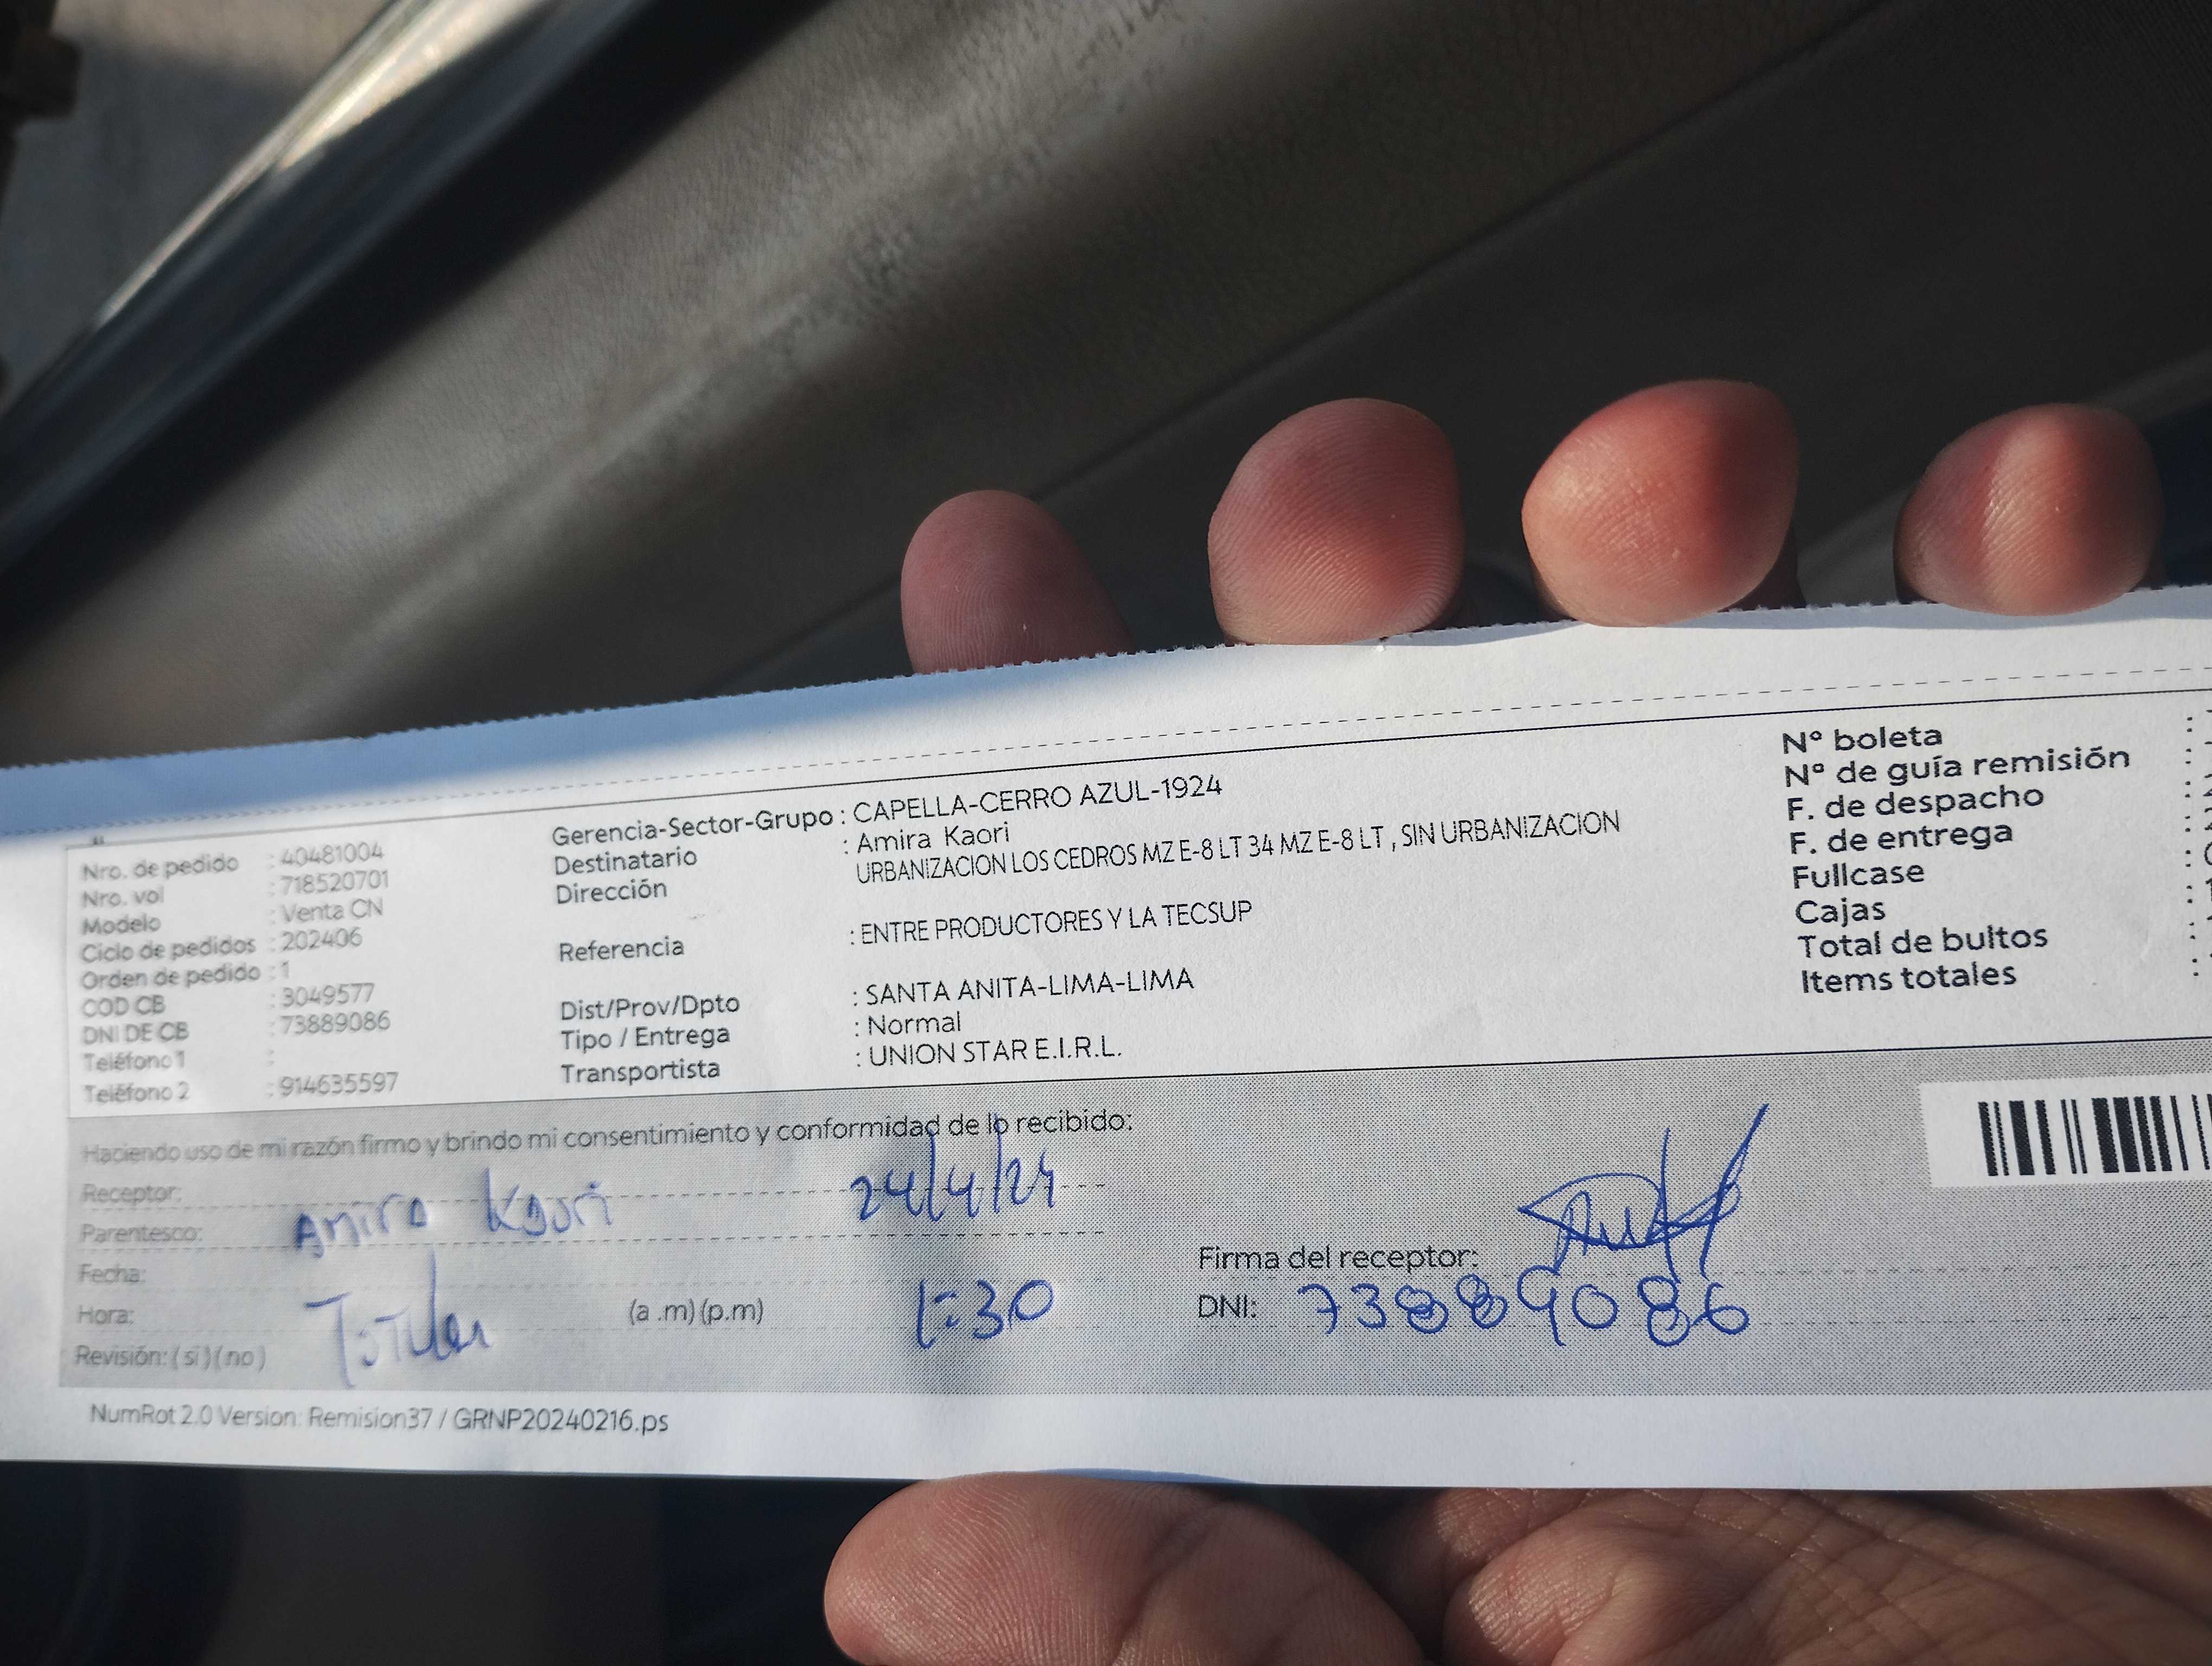 Nro. de pedido : 40481004
Nro. vol : 718520701
Modelo : Venta CN
Ciclo de pedidos : 202406
Orden de pedido : 1
COD CB : 3049577
DNI DE CB : 73889086
Teléfono 1 :
Teléfono 2 : 914635597
Gerencia-Sector-Grupo : CAPELLA-CERRO AZUL-1924
Destinatario : Amira Kaori
Dirección URBANIZACION LOS CEDROS MZ E-8 LT 34 MZ E-8 LT , SIN URBANIZACION
Referencia : ENTRE PRODUCTORES Y LA TECSUP
Dist/Prov/Dpto : SANTA ANITA-LIMA-LIMA
Tipo / Entrega : Normal
Transportista : UNION STAR E.I.R.L.
N° boleta :
N° de guía remisión :
F. de despacho :
F. de entrega :
Fullcase :
Cajas :
Total de bultos :
Items totales :
Haciendo uso de mi razón firmo y brindo mi consentimiento y conformidad de lo recibido:
Receptor:
Parentesco: Amira Kaori 24/4/24
Fecha:
Hora: Titular (a .m) (p.m) 1:30
Revisión: ( si ) ( no )
Firma del receptor:
DNI: 73889086
NumRot 2.0 Version: Remision37 / GRNP20240216.ps